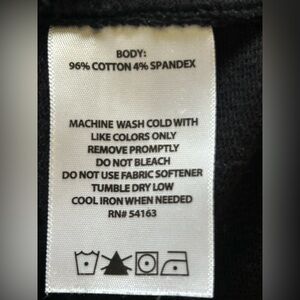 BODY:
96% COTTON 4% SPANDEX
MACHINE WASH COLD WITH
LIKE COLORS ONLY
REMOVE PROMPTLY
DO NOT BLEACH
DO NOT USE FABRIC SOFTENER
TUMBLE DRY LOW
COOL IRON WHEN NEEDED
RN# 54163